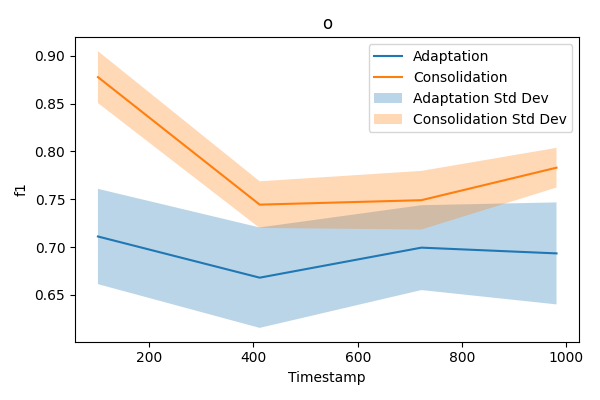 o
0.90
0.85
0.80
0.75
0.70
0.65
f1
Adaptation
Consolidation
Adaptation Std Dev
Consolidation Std Dev
200
400
600
800
1000
Timestamp